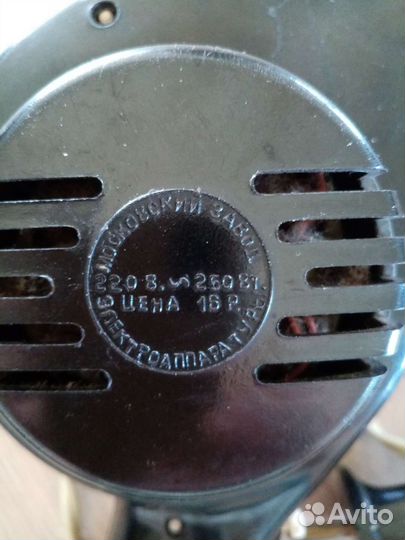 МОСКОВСКИЙ ЗАВОД
220 В. ~ 250 ВТ.
ЦЕНА 16 Р.
ЭЛЕКТРОАППАРАТУРЫ
Avito